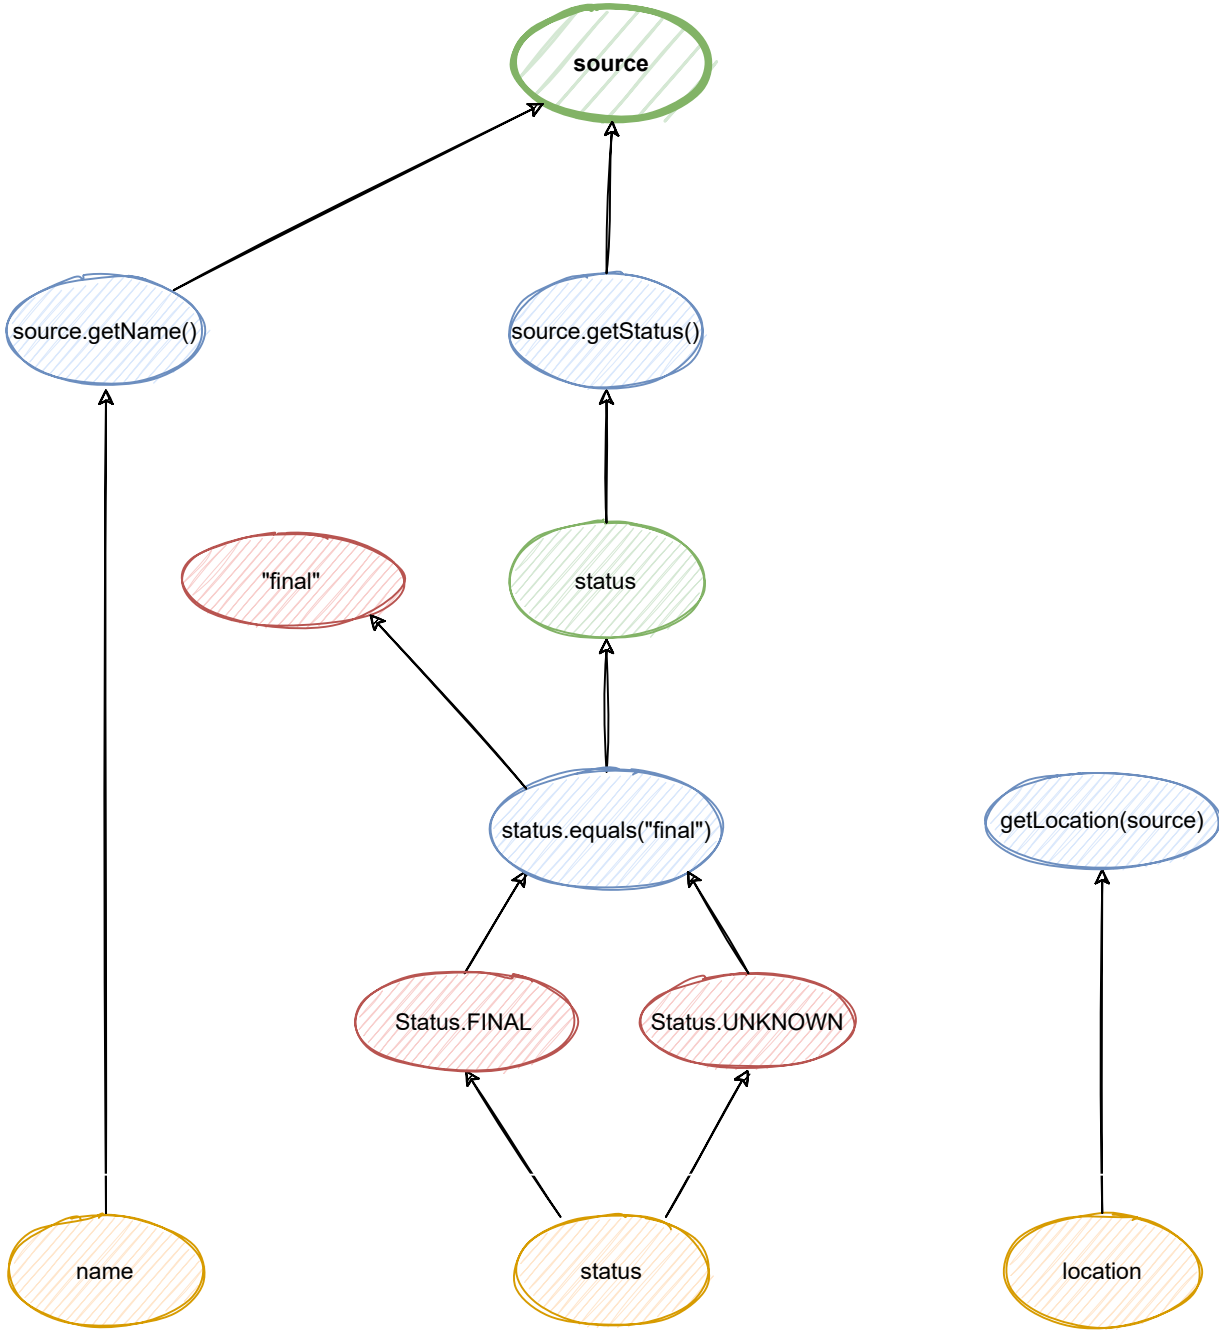 source
source.getName()
source.getStatus()
"final"
status
status.equals("final")
getLocation(source)
Status.FINAL
Status.UNKNOWN
name
status
location